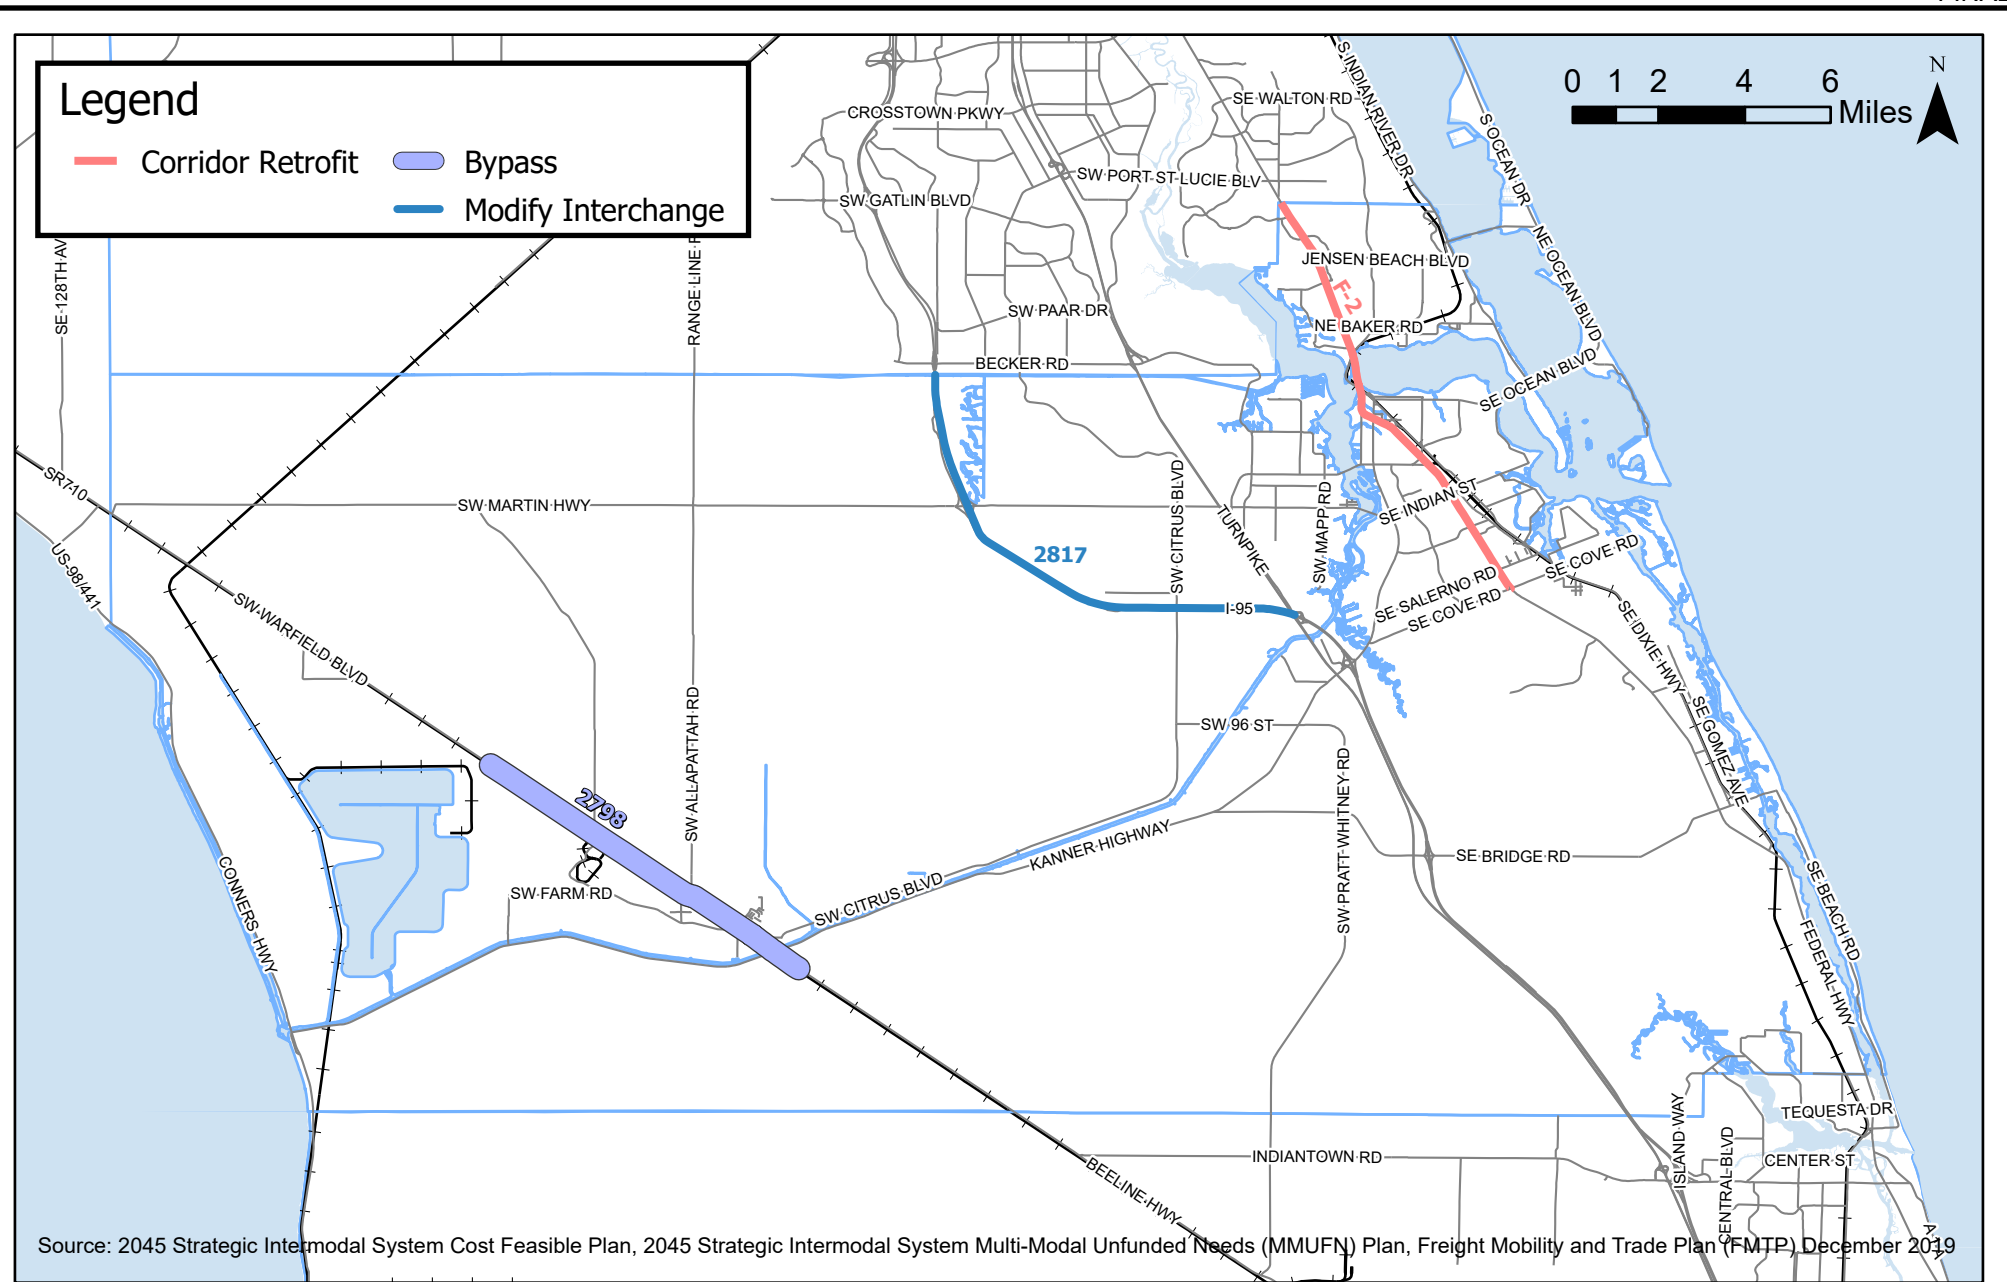 Legend
Corridor Retrofit
Bypass
Modify Interchange
0 1 2 4 6
Miles
N
CROSSTOWN PKWY
SE WALTON RD
S INDIAN RIVER DR
S OCEAN DR
SW PORT ST LUCIE BLV
SW GATLIN BLVD
SE 128TH AV
RANGE LINE
JENSEN BEACH BLVD
NE OCEAN BLVD
F-2
SW PAAR DR
NE BAKER RD
BECKER RD
SE OCEAN BLVD
SR710
SW MARTIN HWY
SW CITRUS BLVD
TURNPIKE
SW MAPP RD
SE INDIAN ST
US-98/441
2817
SE COVE RD
SE SALERNO RD
SE COVE RD
I-95
SW WARFIELD BLVD
SE DIXIE HWY
SW ALLAPATTAH RD
SW 96 ST
SE GOMEZ AVE
SW PRATT WHITNEY RD
2798
KANNER HIGHWAY
SE BRIDGE RD
CONNERS HWY
SW FARM RD
SW CITRUS BLVD
SE BEACH RD
FEDERAL HWY
TEQUESTA DR
ISLAND WAY
CENTRAL BLVD
INDIANTOWN RD
CENTER ST
BEELINE HWY
A1A
Source: 2045 Strategic Intermodal System Cost Feasible Plan, 2045 Strategic Intermodal System Multi-Modal Unfunded Needs (MMUFN) Plan, Freight Mobility and Trade Plan (FMTP) December 2019